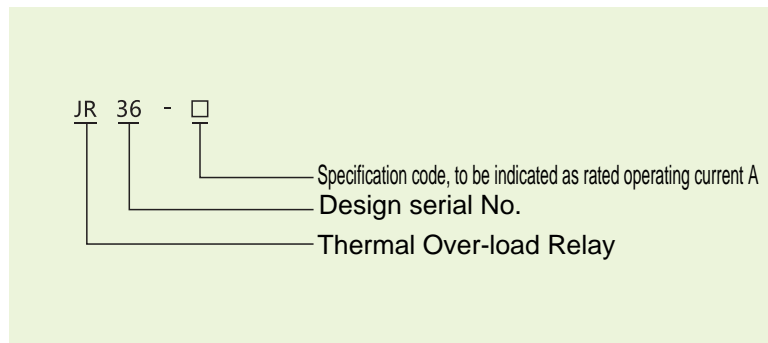 JR 36 - □
Specification code, to be indicated as rated operating current A
Design serial No.
Thermal Over-load Relay